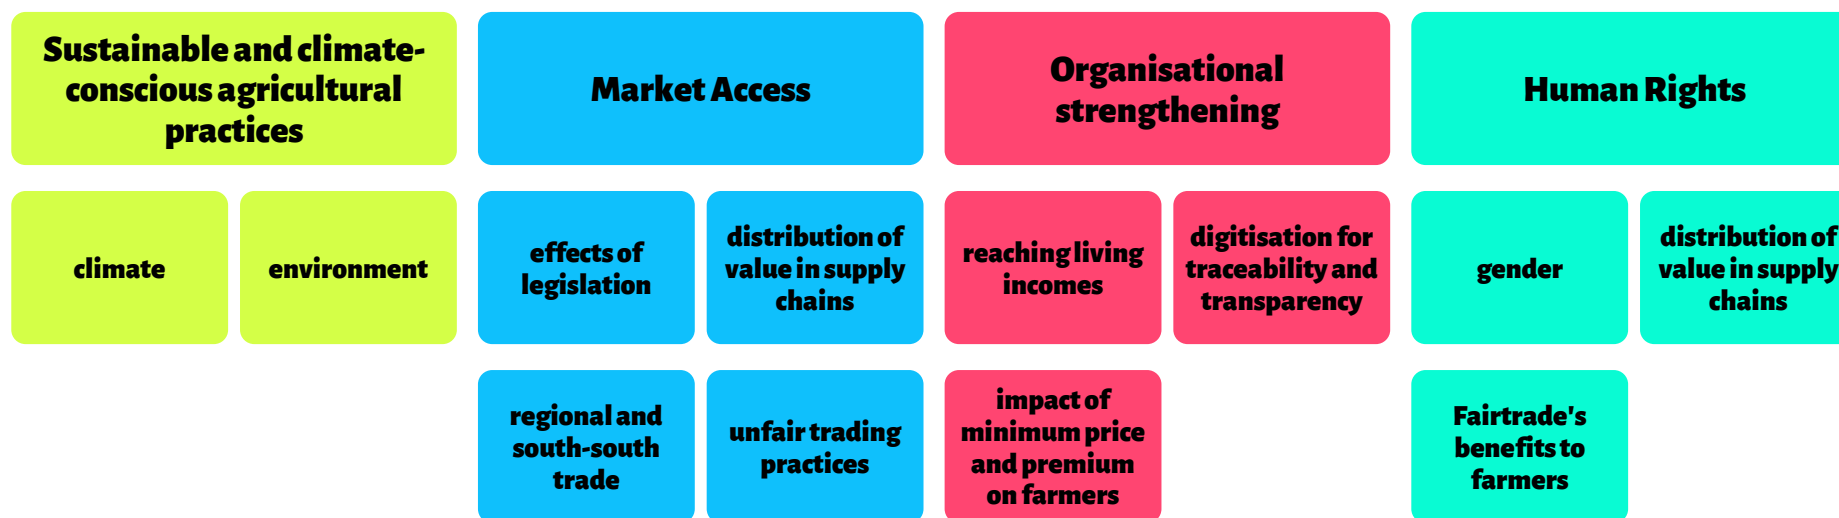 Sustainable and climate-
conscious agricultural
practices
Market Access
Organisational
strengthening
Human Rights
climate
environment
effects of
legislation
distribution of
value in supply
chains
reaching living
incomes
digitisation for
traceability and
transparency
gender
distribution of
value in supply
chains
regional and
south-south
trade
unfair trading
practices
impact of
minimum price
and premium
on farmers
Fairtrade's
benefits to
farmers